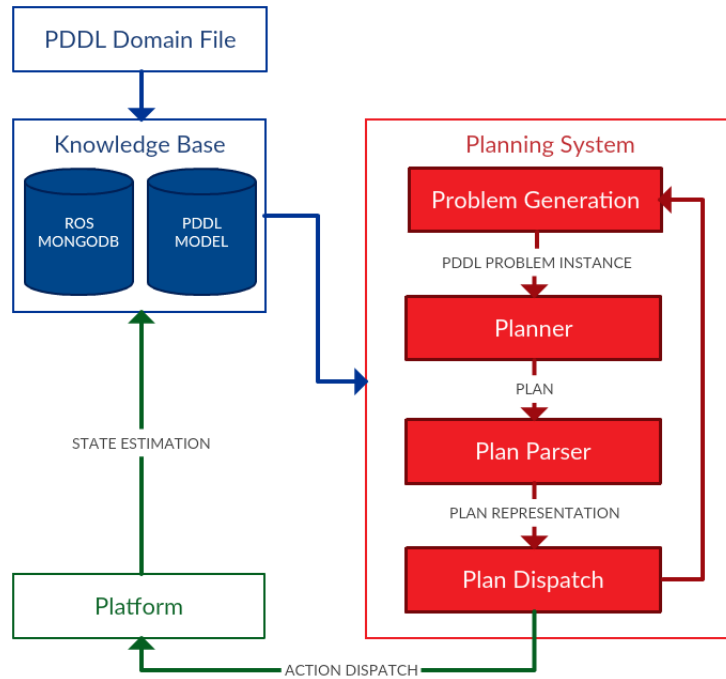 PDDL Domain File
Knowledge Base
ROS
MONGODB
PDDL
MODEL
Planning System
Problem Generation
PDDL PROBLEM INSTANCE
Planner
PLAN
Plan Parser
PLAN REPRESENTATION
Plan Dispatch
STATE ESTIMATION
Platform
ACTION DISPATCH